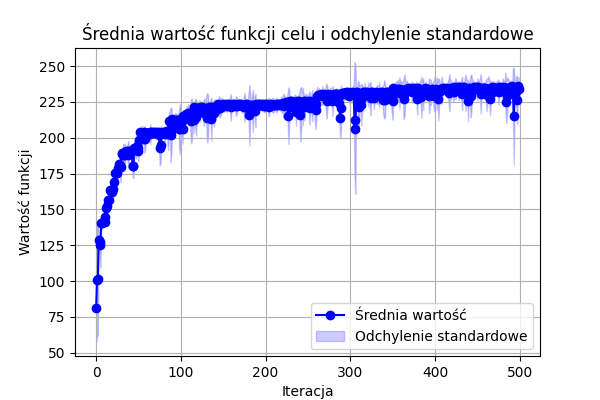 Średnia wartość funkcji celu i odchylenie standardowe
250
225
200
175
150
125
100
75
50
Wartość funkcji
0 100 200 300 400 500
Iteracja
Średnia wartość
Odchylenie standardowe